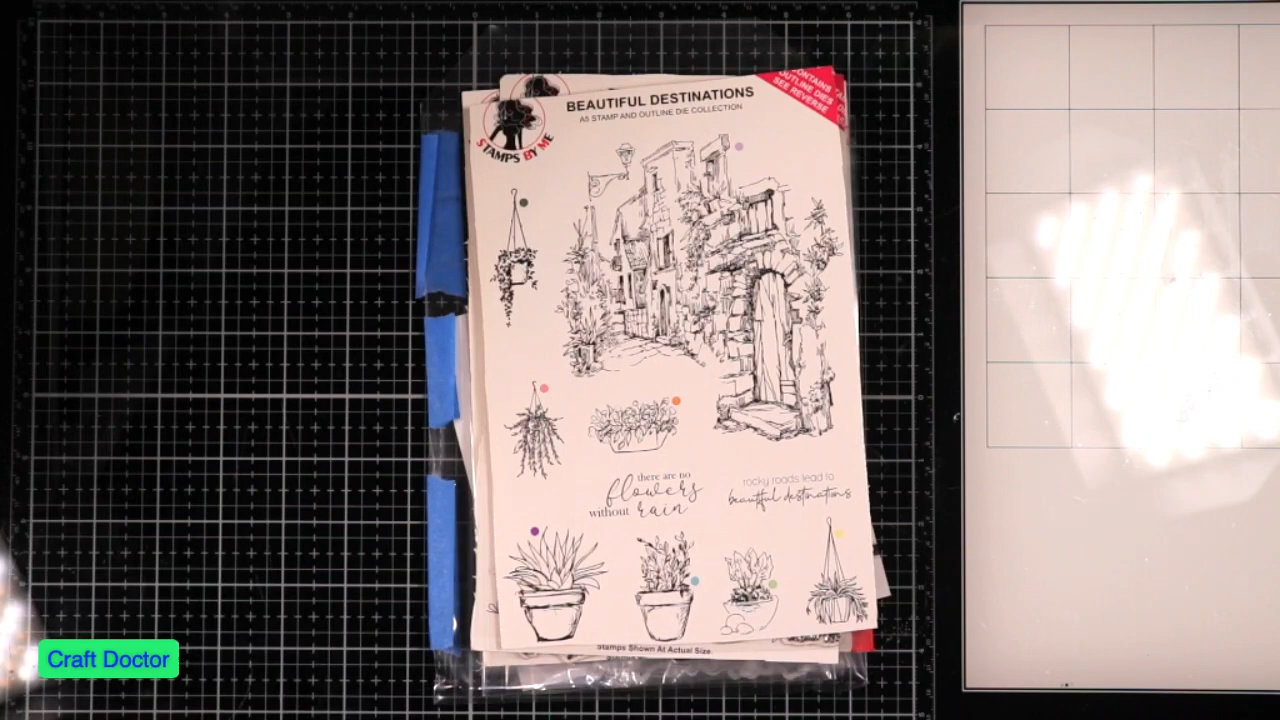 BEAUTIFUL DESTINATIONS
A5 STAMP AND OUTLINE DIE COLLECTION
CONTAINS
OUTLINE DIES
SEE REVERSE
STAMPS BY ME
there are no
flowers
without rain
rocky roads lead to
beautiful destinations
Stamps Shown At Actual Size
Craft Doctor